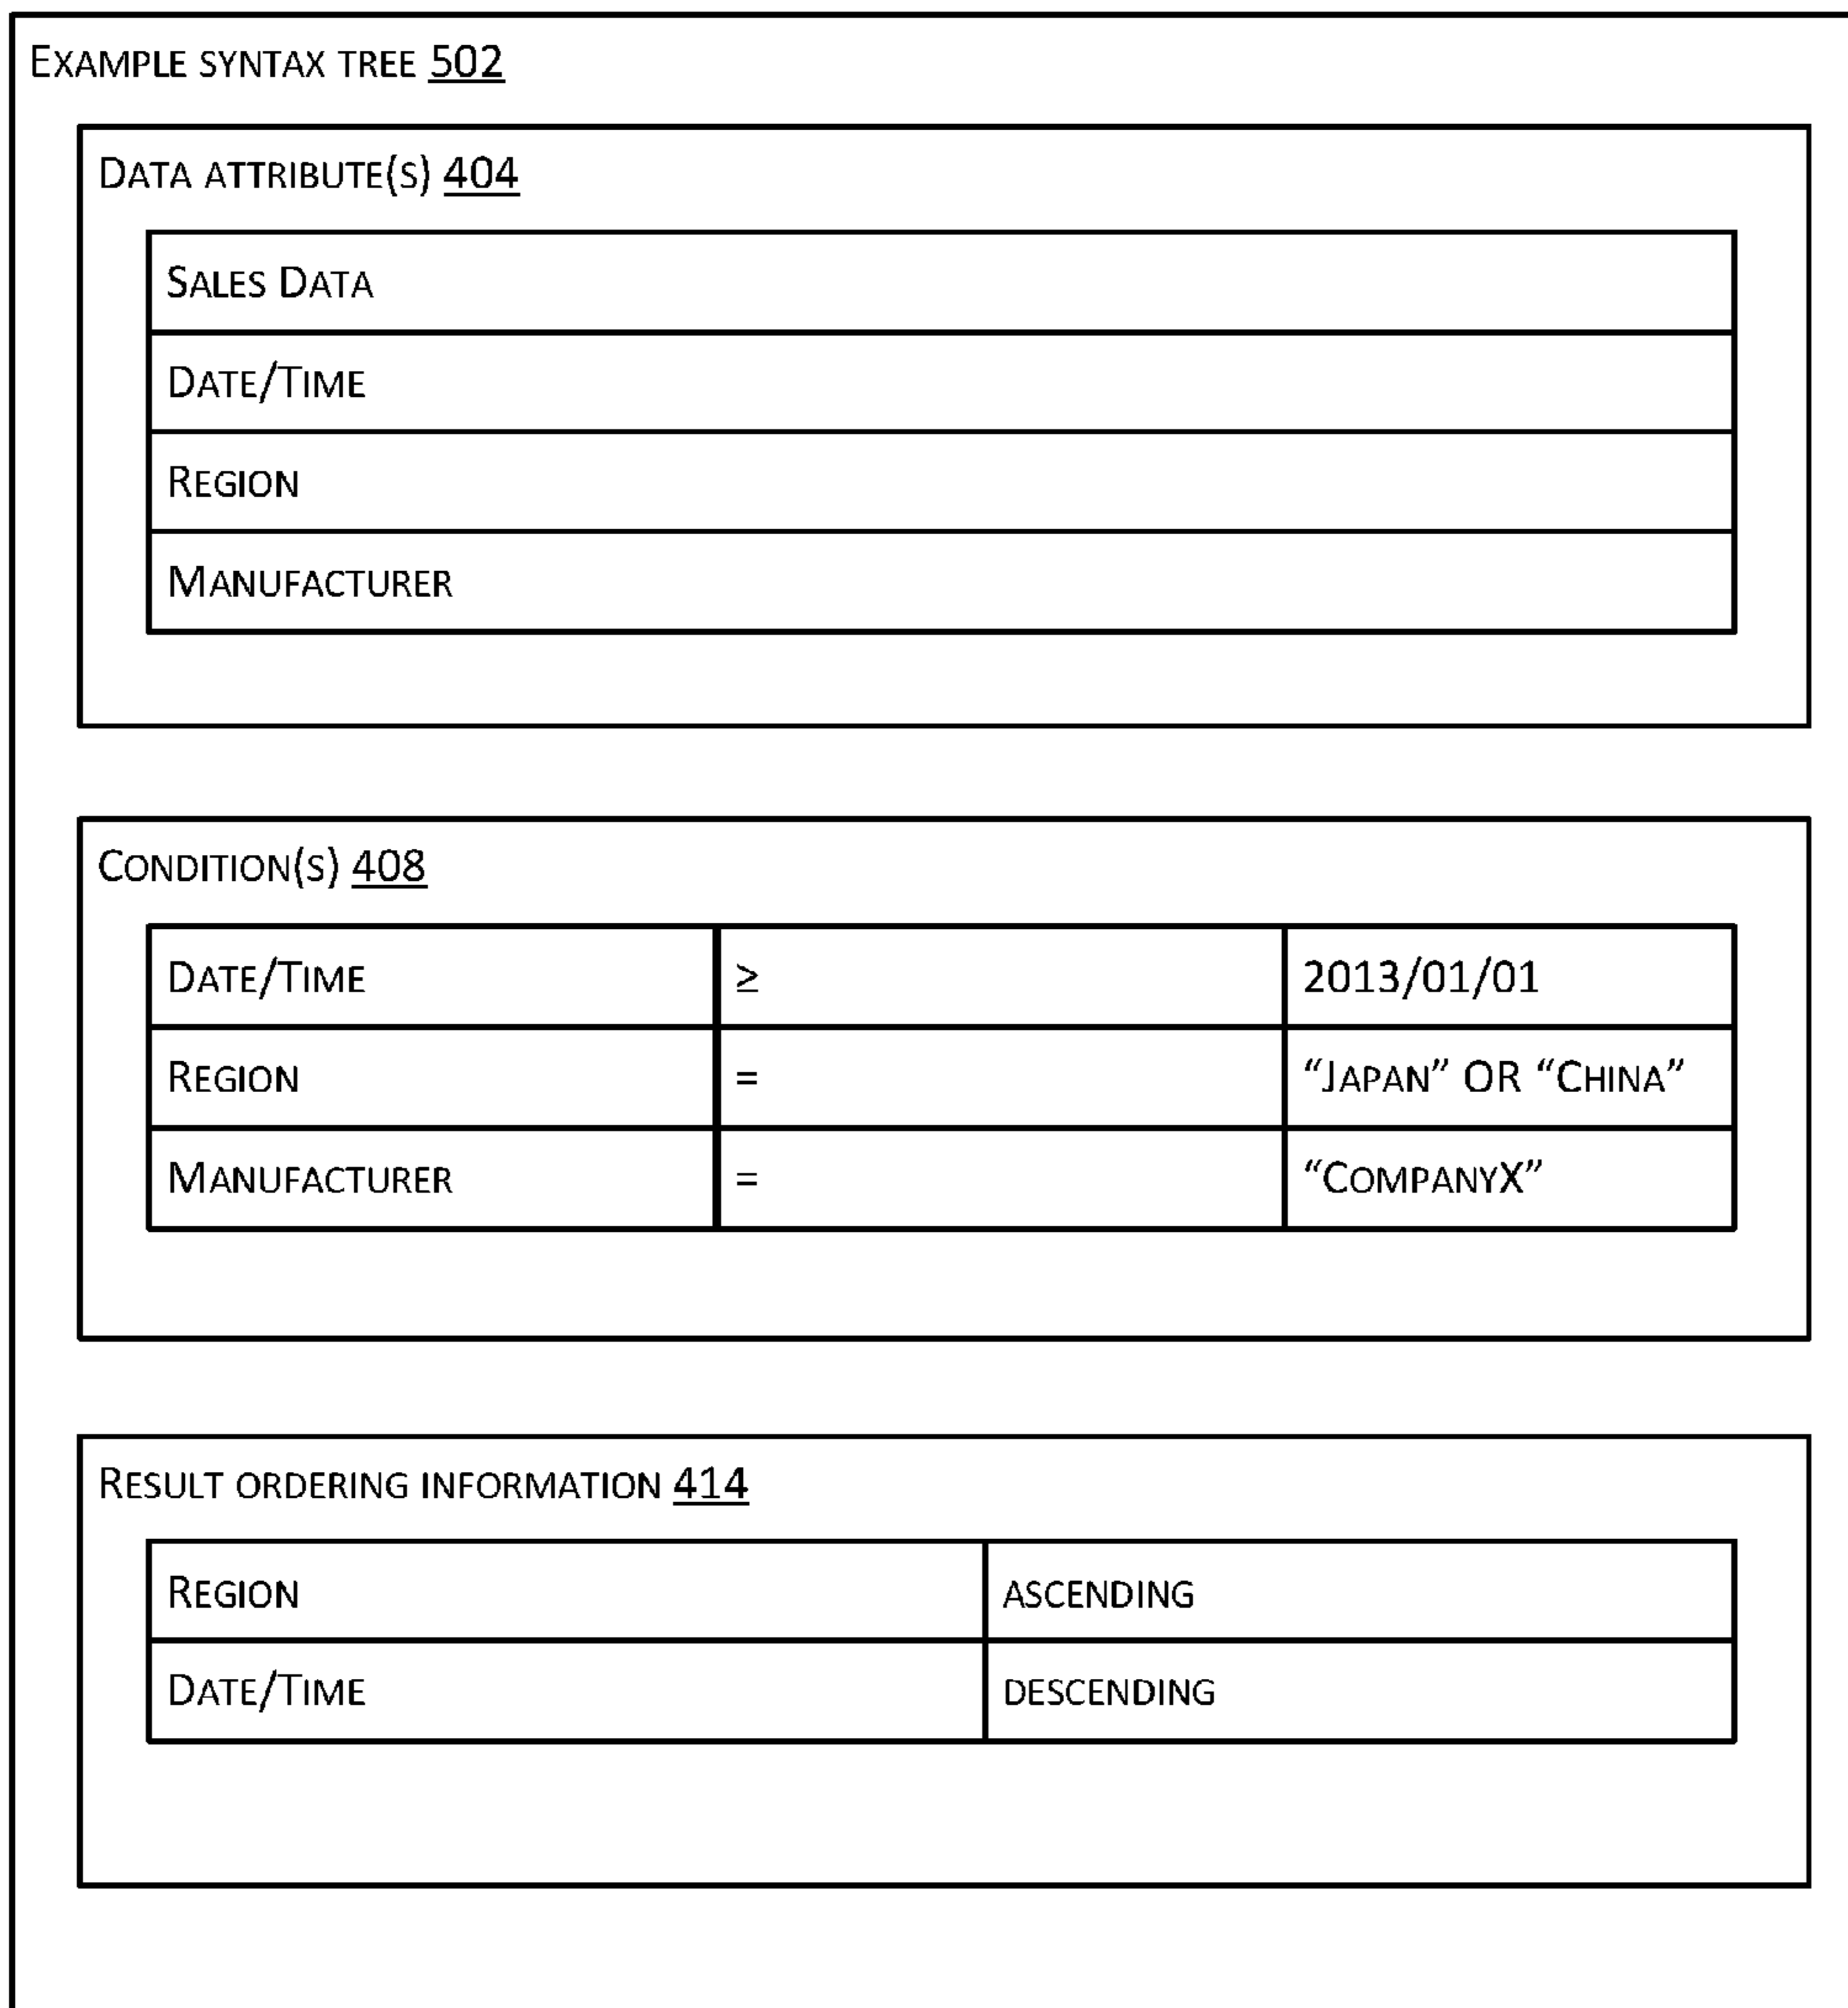 EXAMPLE SYNTAX TREE 502
DATA ATTRIBUTE(S) 404
SALES DATA
DATE/TIME
REGION
MANUFACTURER
CONDITION(S) 408
DATE/TIME ≥ 2013/01/01
REGION = “JAPAN” OR “CHINA”
MANUFACTURER = “COMPANYX”
RESULT ORDERING INFORMATION 414
REGION ASCENDING
DATE/TIME DESCENDING